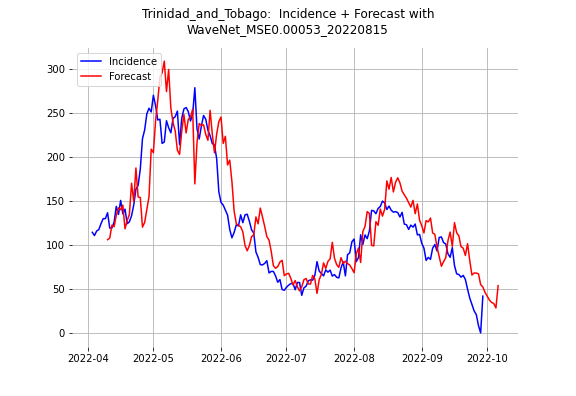 Trinidad_and_Tobago:  Incidence + Forecast with
WaveNet_MSE0.00053_20220815
Incidence
Forecast
300
250
200
150
100
50
0
2022-04 2022-05 2022-06 2022-07 2022-08 2022-09 2022-10